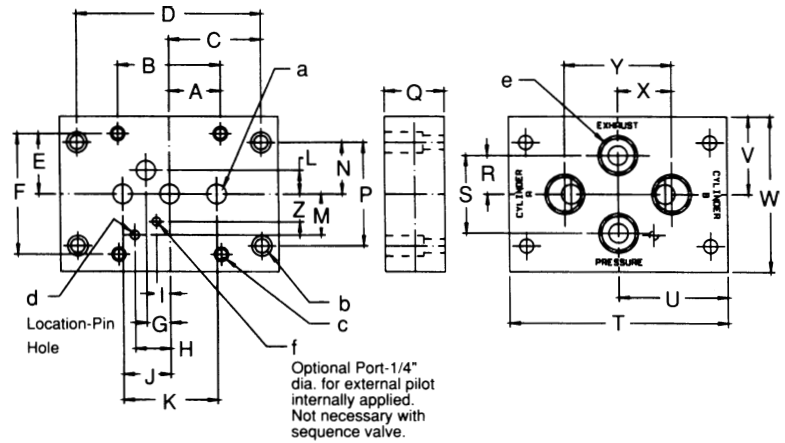 D
C
B
A
a
E
F
L
N
Z
M
P
d
Location-Pin
Hole
I
G
H
J
K
b
c
f
Optional Port-1/4"
dia. for external pilot
internally applied.
Not necessary with
sequence valve.
Q
e
Y
X
EXHAUST
R
S
CYLINDER
A
CYLINDER
B
PRESSURE
V
W
U
T